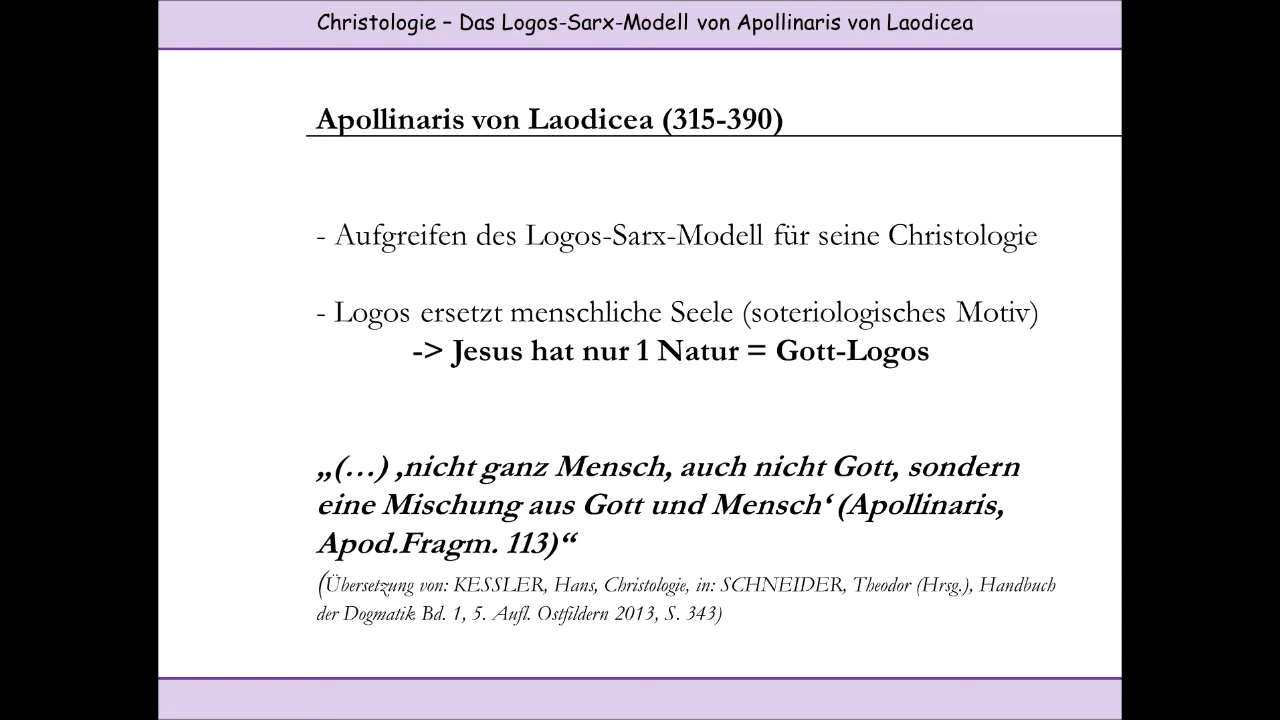 Christologie – Das Logos-Sarx-Modell von Apollinaris von Laodicea
Apollinaris von Laodicea (315-390)
- Aufgreifen des Logos-Sarx-Modell für seine Christologie
- Logos ersetzt menschliche Seele (soteriologisches Motiv)
-> Jesus hat nur 1 Natur = Gott-Logos
„(…) ‚nicht ganz Mensch, auch nicht Gott, sondern
eine Mischung aus Gott und Mensch‘ (Apollinaris,
Apod.Fragm. 113)“
(Übersetzung von: KESSLER, Hans, Christologie, in: SCHNEIDER, Theodor (Hrsg.), Handbuch
der Dogmatik Bd. 1, 5. Aufl. Ostfildern 2013, S. 343)